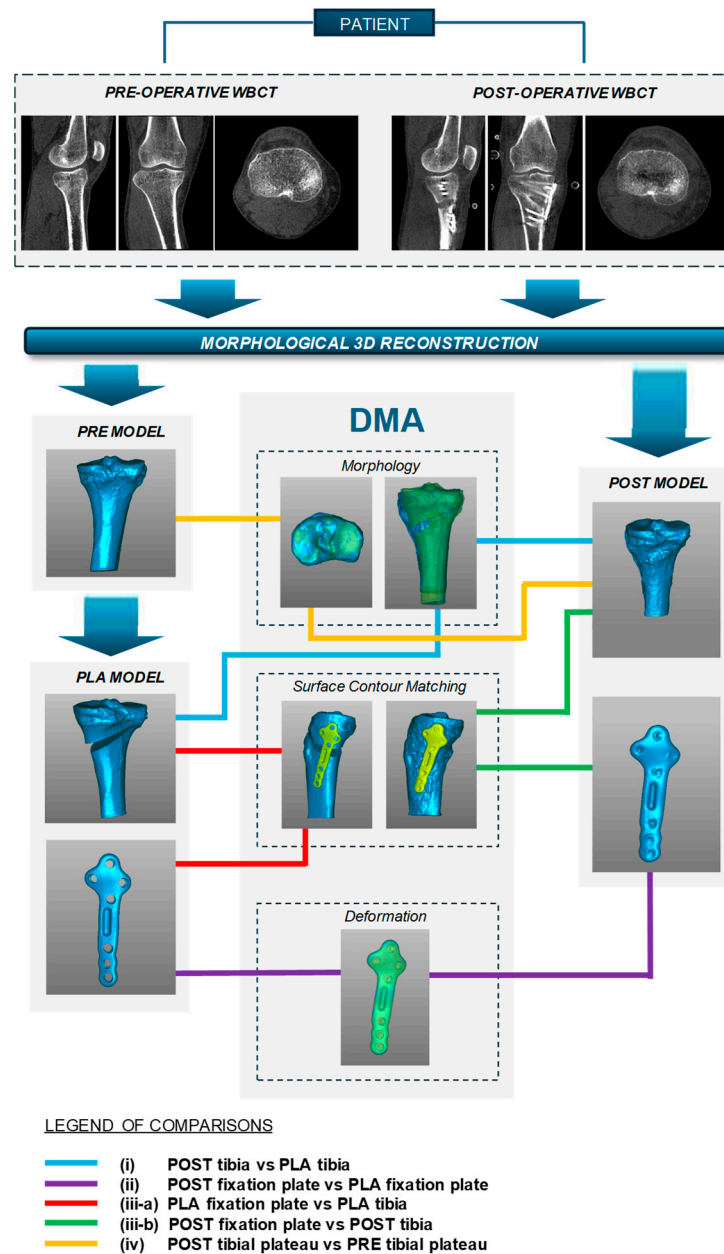 PATIENT
PRE-OPERATIVE WBCT
POST-OPERATIVE WBCT
MORPHOLOGICAL 3D RECONSTRUCTION
DMA
PRE MODEL
Morphology
POST MODEL
PLA MODEL
Surface Contour Matching
Deformation
LEGEND OF COMPARISONS
(i) POST tibia vs PLA tibia
(ii) POST fixation plate vs PLA fixation plate
(iii-a) PLA fixation plate vs PLA tibia
(iii-b) POST fixation plate vs POST tibia
(iv) POST tibial plateau vs PRE tibial plateau